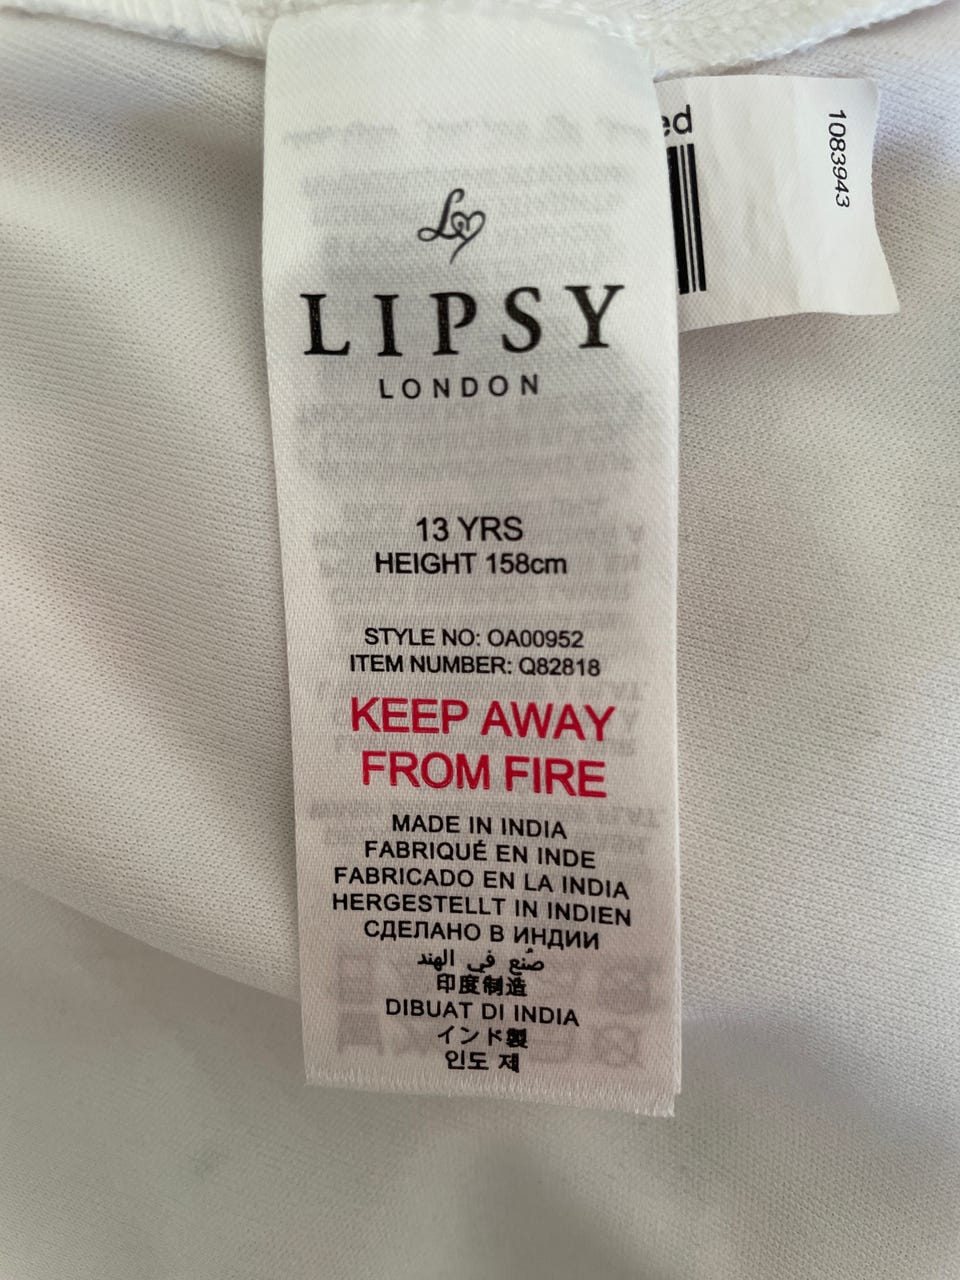 LIPSY
LONDON
13 YRS
HEIGHT 158cm
STYLE NO: OA00952
ITEM NUMBER: Q82818
KEEP AWAY
FROM FIRE
MADE IN INDIA
FABRIQUÉ EN INDE
FABRICADO EN LA INDIA
HERGESTELLT IN INDIEN
СДЕЛАНО В ИНДИИ
صُنع في الهند
印度制造
DIBUAT DI INDIA
インド製
인도 제
1083943